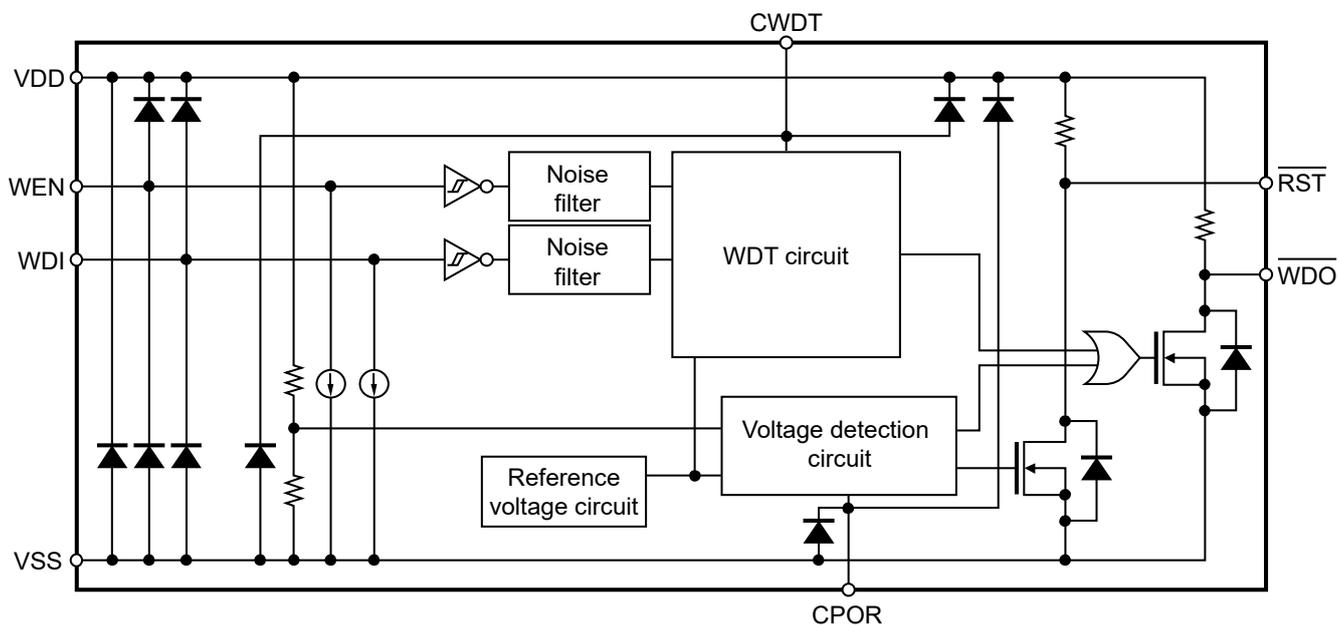 CWDT
VDD
WEN
Noise
filter
RST
WDI
Noise
filter
WDT circuit
WDO
Voltage detection
circuit
Reference
voltage circuit
VSS
CPOR